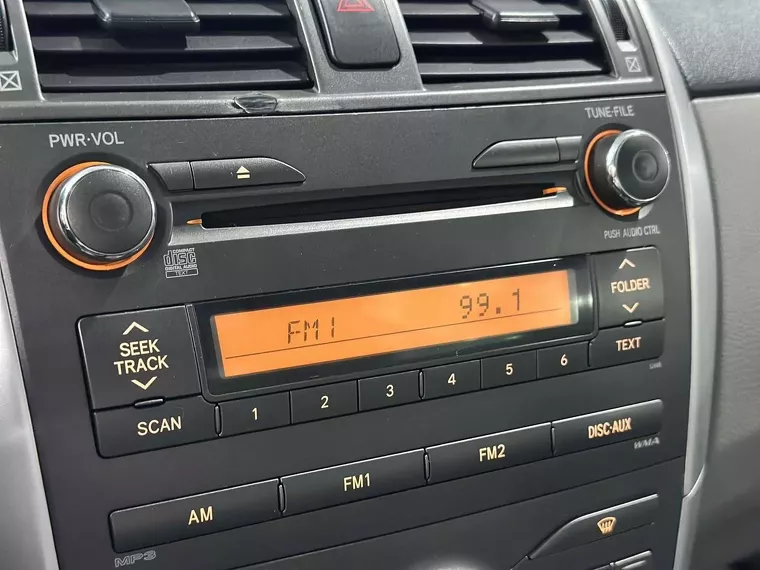 PWR·VOL
TUNE·FILE
PUSH AUDIO CTRL
COMPACT
disc
DIGITAL AUDIO
TEXT
FM1 99.1
SEEK
TRACK
FOLDER
TEXT
SCAN
1 2 3 4 5 6
AM FM1 FM2 DISC·AUX
MP3
WMA